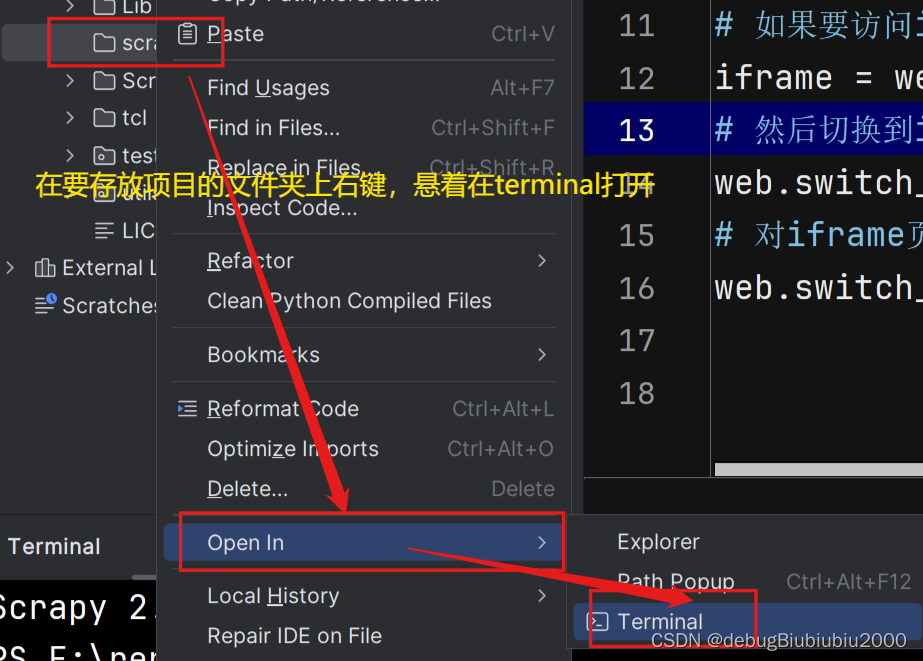 Lib
scra
Scr
tcl
test
LIC
External L
Scratches
Paste Ctrl+V
Find Usages Alt+F7
Find in Files... Ctrl+Shift+F
Replace in Files Ctrl+Shift+R
在要存放项目的文件夹上右键，悬着在terminal打开
Inspect Code...
Refactor
Clean Python Compiled Files
Bookmarks
Reformat Code Ctrl+Alt+L
Optimize Imports Ctrl+Alt+O
Delete... Delete
Open In
Local History
Repair IDE on File
Explorer
Path Popup Ctrl+Alt+F12
Terminal
11 # 如果要访问
12 iframe = we
13 # 然后切换到
14 web.switch_
15 # 对iframe页
16 web.switch_
17
18
Terminal
Scrapy 2.
PS E:\per
CSDN @debugBiubiubiu2000